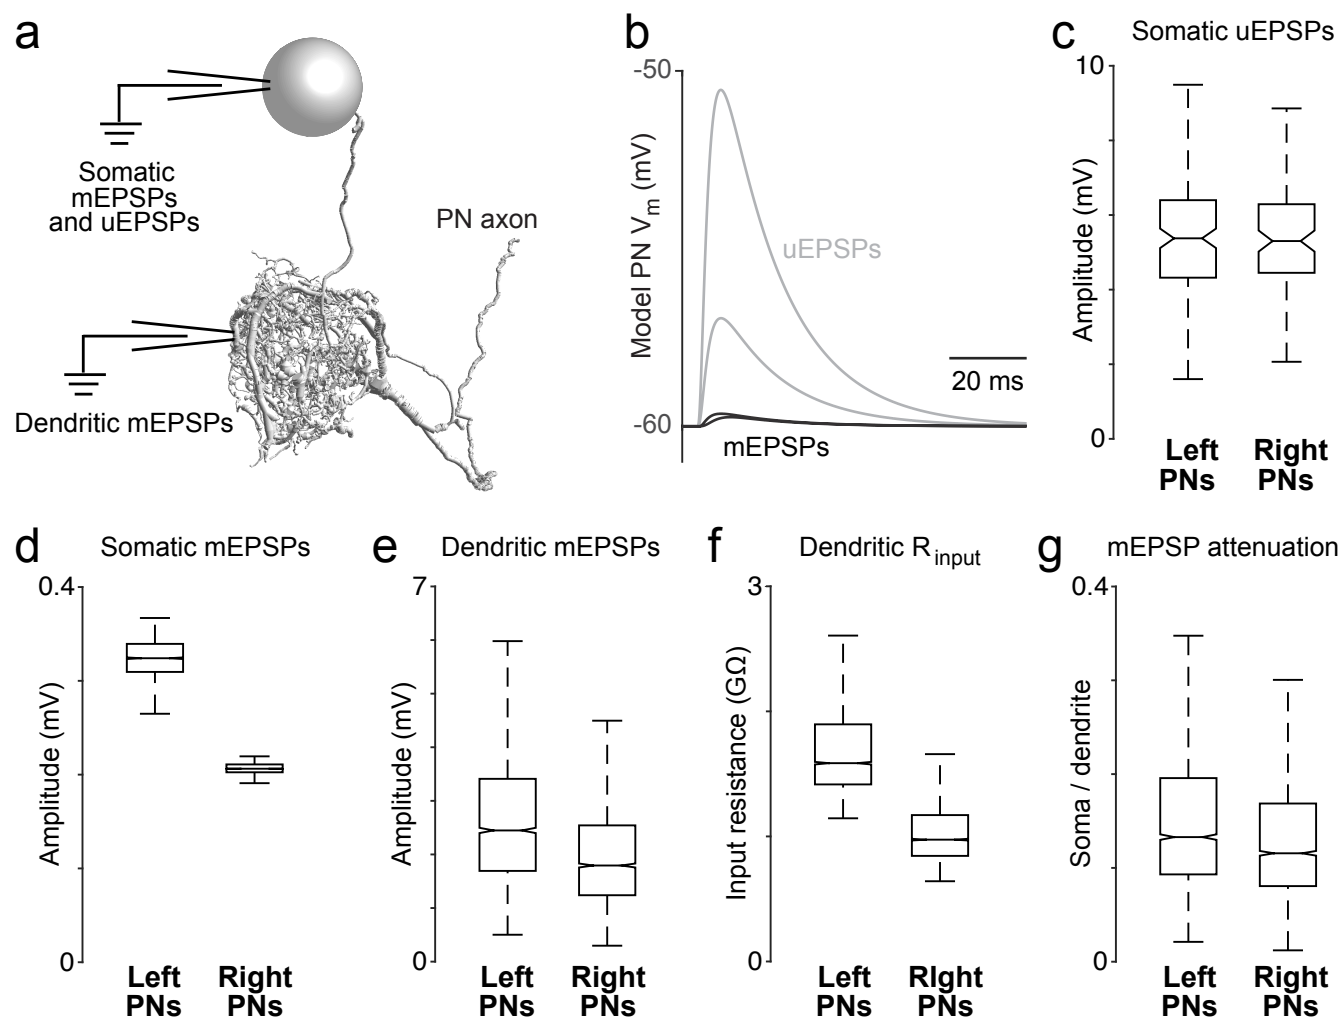 a
Somatic
mEPSPs
and uEPSPs
PN axon
Dendritic mEPSPs
b
-50
Model PN Vm (mV)
-60
uEPSPs
mEPSPs
20 ms
c
Somatic uEPSPs
10
Amplitude (mV)
0
Left
PNs
Right
PNs
d
Somatic mEPSPs
0.4
Amplitude (mV)
0
Left
PNs
Right
PNs
e
Dendritic mEPSPs
7
Amplitude (mV)
0
Left
PNs
Right
PNs
f
Dendritic Rinput
3
Input resistance (GΩ)
0
Left
PNs
RIght
PNs
g
mEPSP attenuation
0.4
Soma / dendrite
0
Left
PNs
Right
PNs